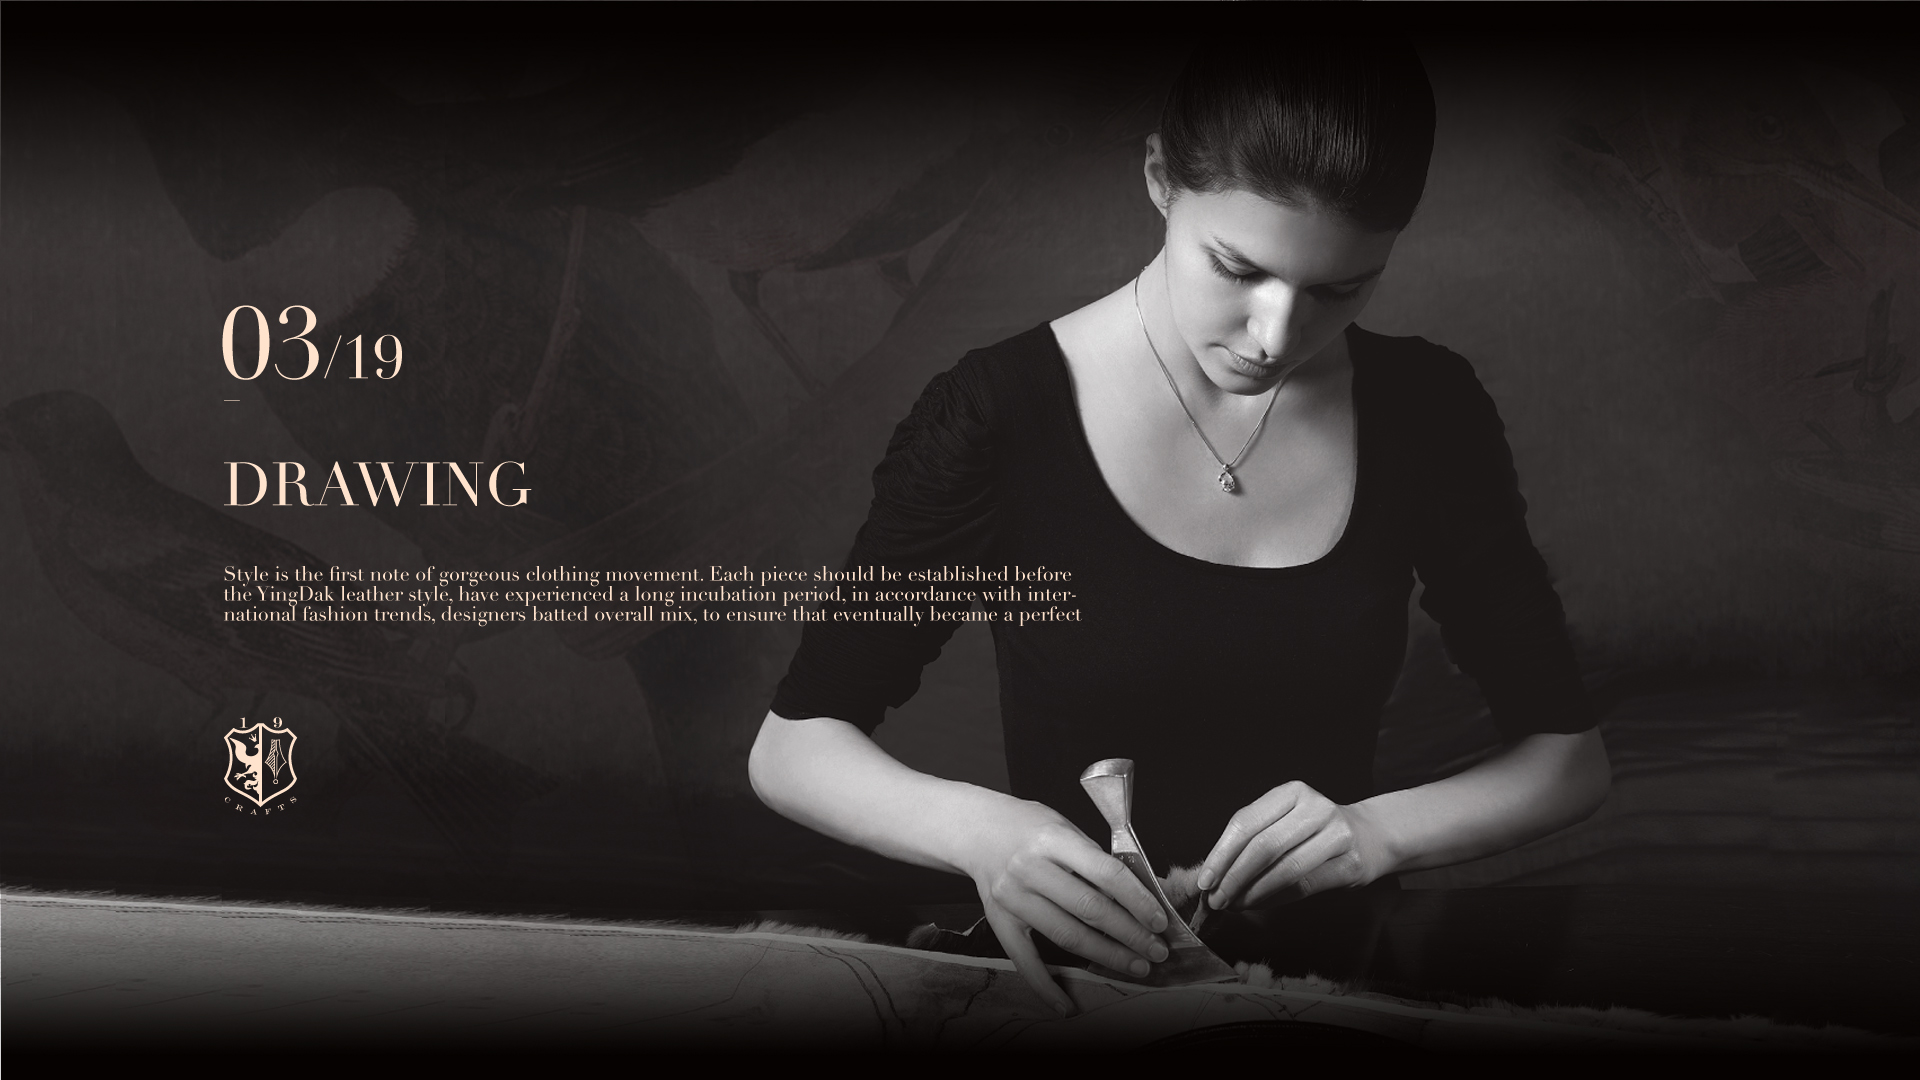 03/19
DRAWING
Style is the first note of gorgeous clothing movement. Each piece should be established before
the YingDak leather style, have experienced a long incubation period, in accordance with inter-
national fashion trends, designers batted overall mix, to ensure that eventually became a perfect
1 9
CRAFTS